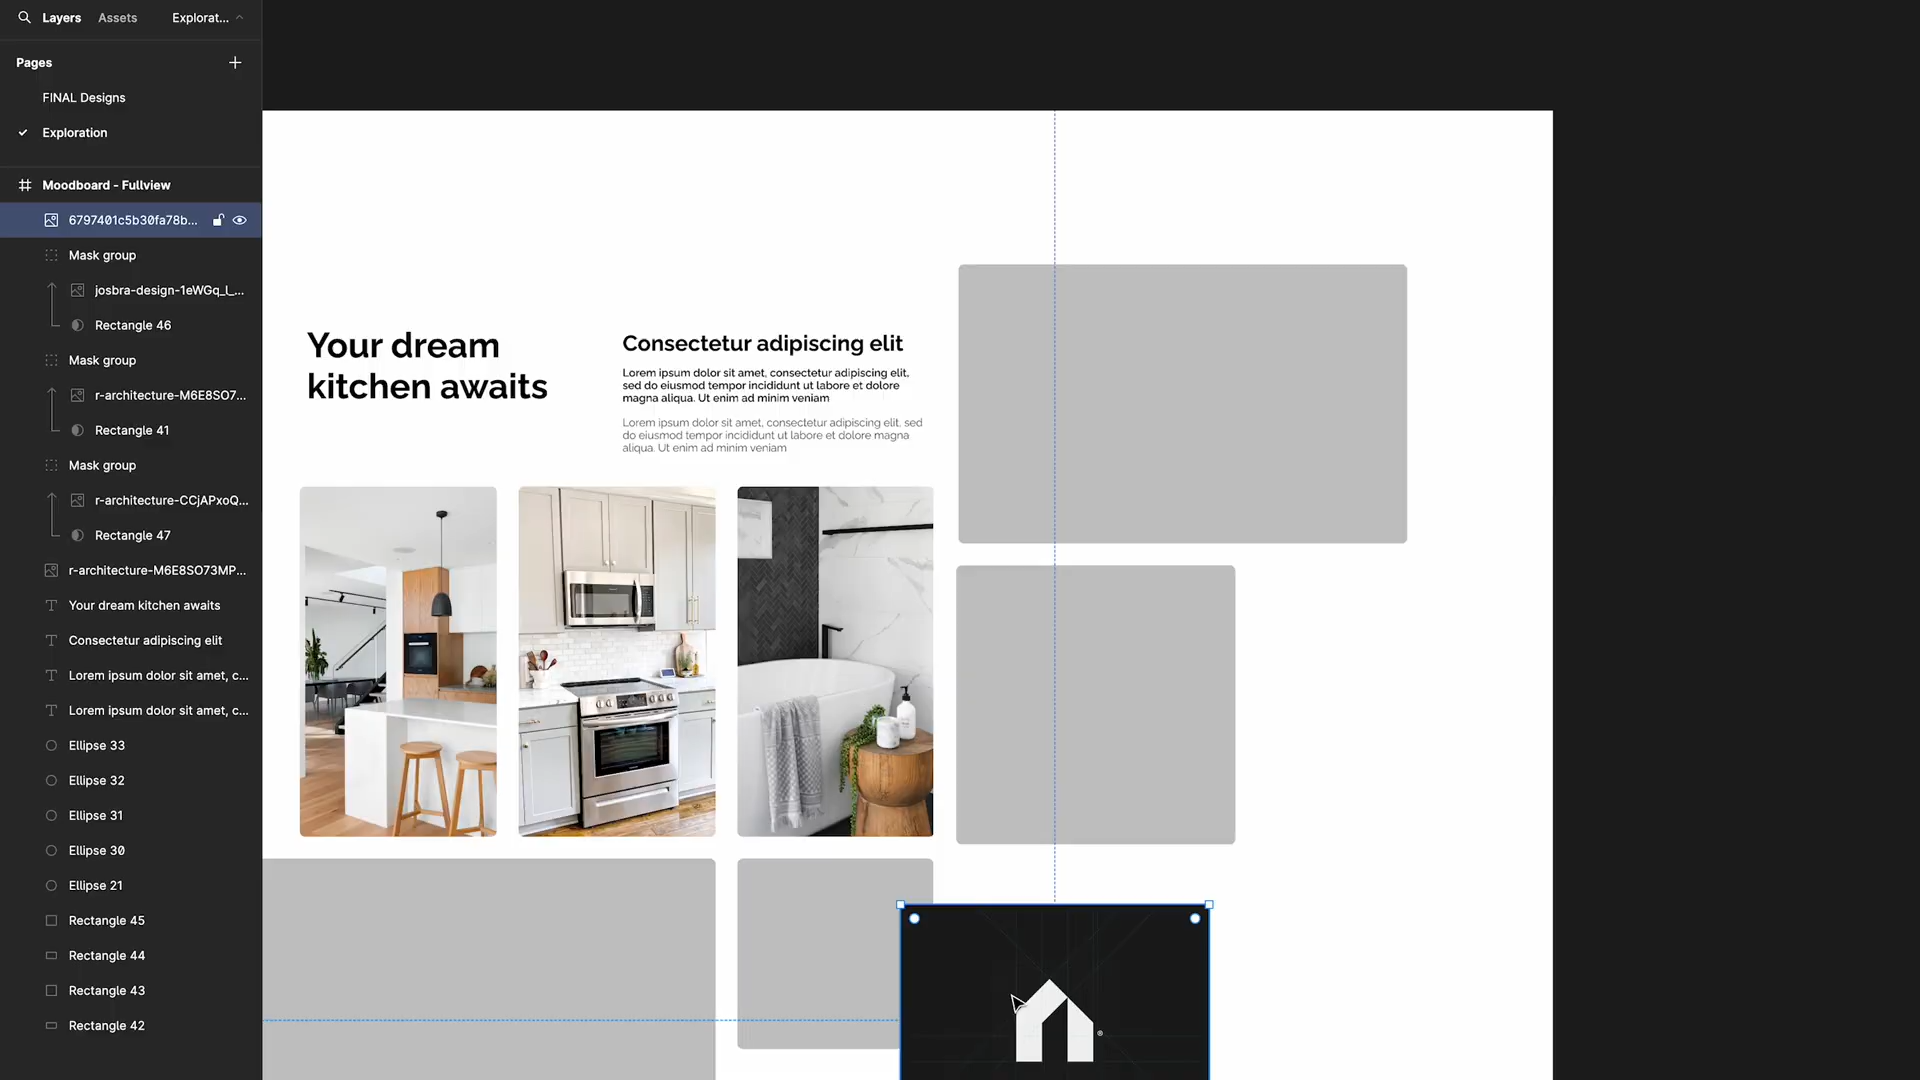 Layers
Assets
Explorat...
Pages
FINAL Designs
Exploration
Moodboard - Fullview
6797401c5b30fa78b...
Mask group
josbra-design-1eWGq_l_...
Rectangle 46
Mask group
r-architecture-M6E8SO7...
Rectangle 41
Mask group
r-architecture-CCjAPxoQ...
Rectangle 47
r-architecture-M6E8SO73MP...
Your dream kitchen awaits
Consectetur adipiscing elit
Lorem ipsum dolor sit amet, c...
Lorem ipsum dolor sit amet, c...
Ellipse 33
Ellipse 32
Ellipse 31
Ellipse 30
Ellipse 21
Rectangle 45
Rectangle 44
Rectangle 43
Rectangle 42
Your dream
kitchen awaits
Consectetur adipiscing elit
Lorem ipsum dolor sit amet, consectetur adipiscing elit,
sed do eiusmod tempor incididunt ut labore et dolore
magna aliqua. Ut enim ad minim veniam
Lorem ipsum dolor sit amet, consectetur adipiscing elit, sed
do eiusmod tempor incididunt ut labore et dolore magna
aliqua. Ut enim ad minim veniam